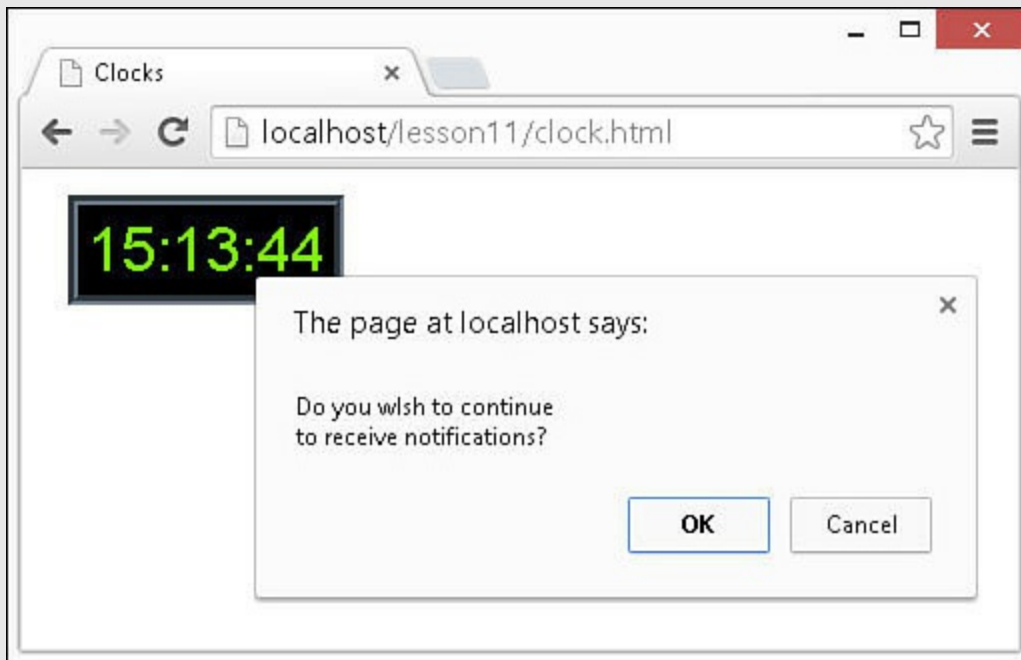 Clocks
localhost/lesson11/clock.html
15:13:44
The page at localhost says:
Do you wIsh to continue
to receive notifications?
OK Cancel